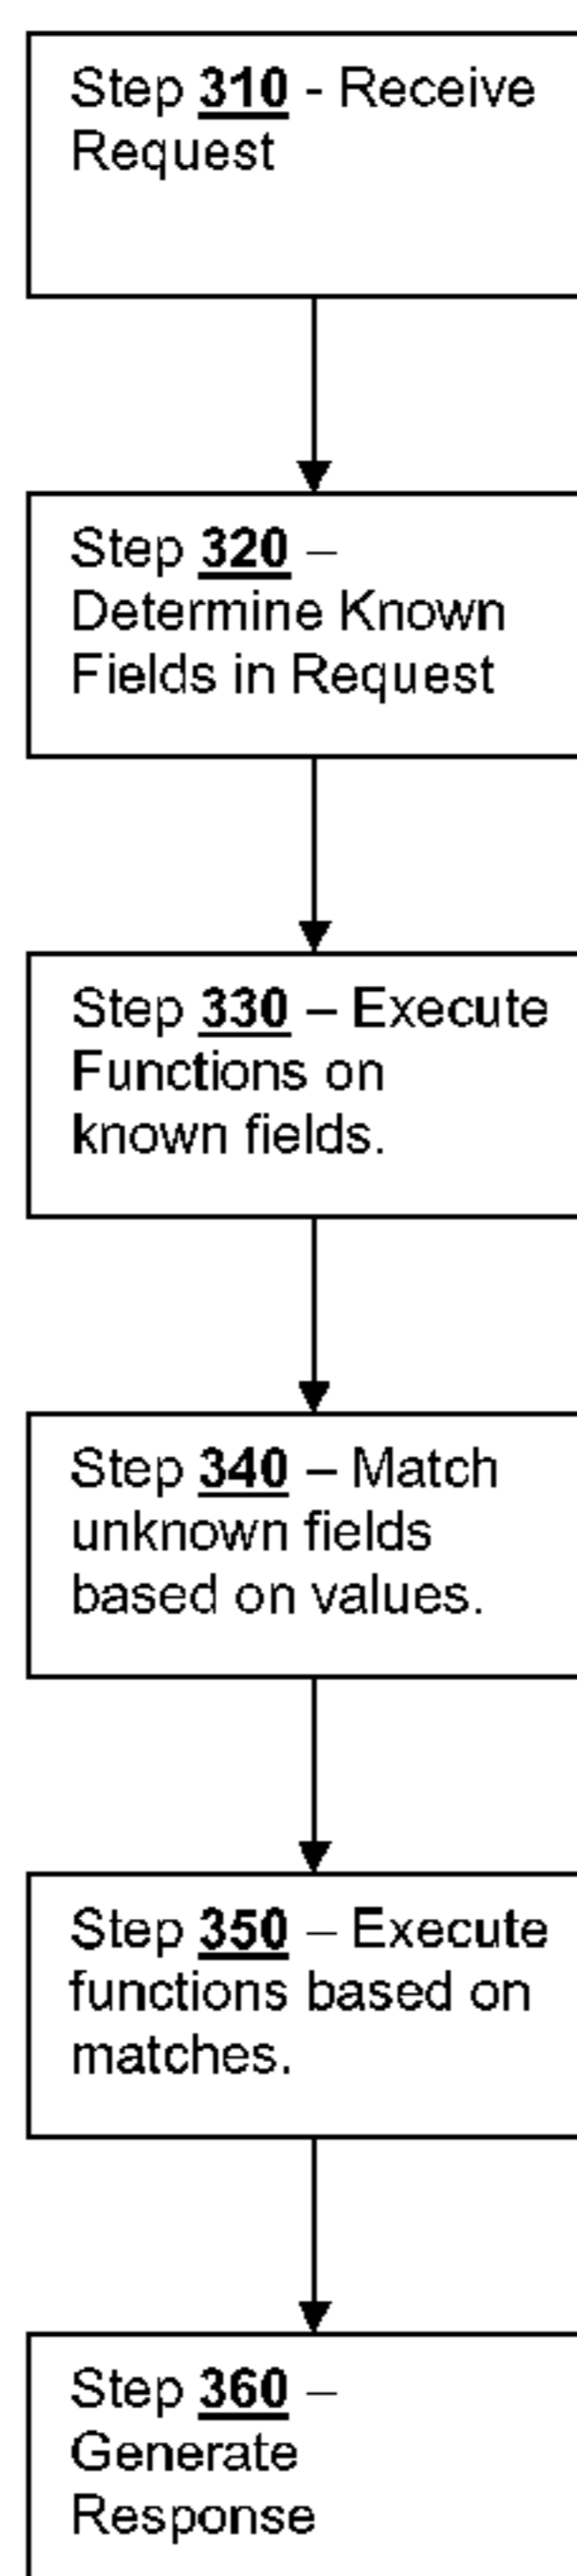 Step 310 - Receive
Request
Step 320 –
Determine Known
Fields in Request
Step 330 – Execute
Functions on
known fields.
Step 340 – Match
unknown fields
based on values.
Step 350 – Execute
functions based on
matches.
Step 360 –
Generate
Response